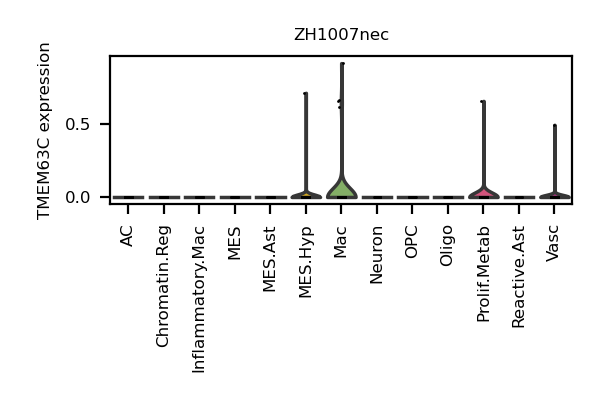 ZH1007nec
TMEM63C expression
0.5
0.0
AC
Chromatin.Reg
Inflammatory.Mac
MES
MES.Ast
MES.Hyp
Mac
Neuron
OPC
Oligo
Prolif.Metab
Reactive.Ast
Vasc